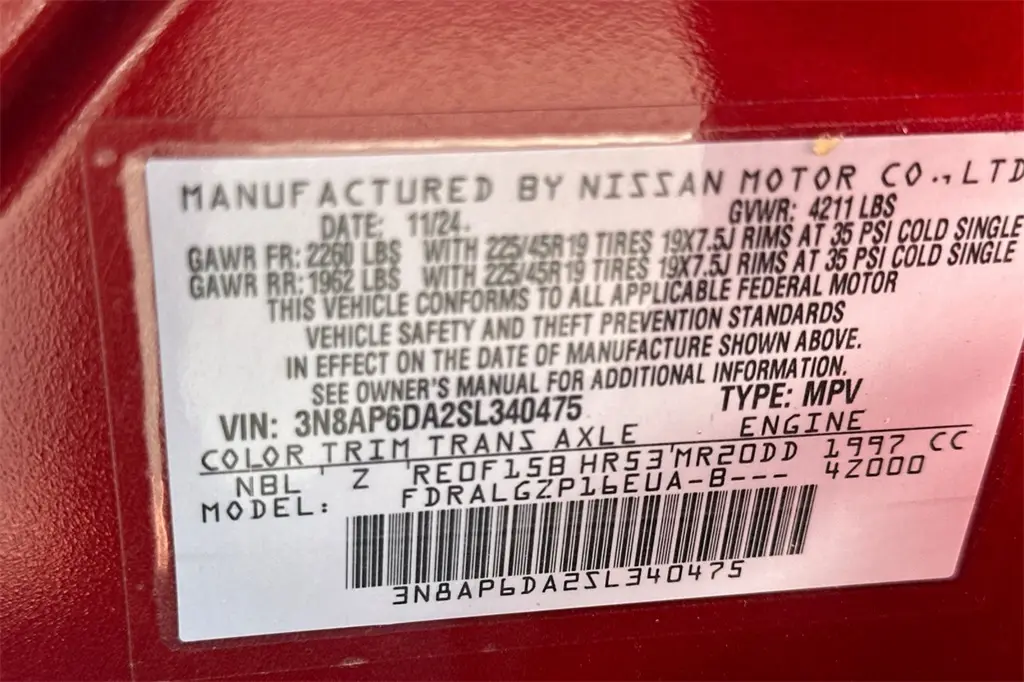 MANUFACTURED BY NISSAN MOTOR CO., LTD
DATE: 11/24. GVWR: 4211 LBS
GAWR FR: 2260 LBS WITH 225/45R19 TIRES 19X7.5J RIMS AT 35 PSI COLD SINGLE
GAWR RR: 1962 LBS WITH 225/45R19 TIRES 19X7.5J RIMS AT 35 PSI COLD SINGLE
THIS VEHICLE CONFORMS TO ALL APPLICABLE FEDERAL MOTOR
VEHICLE SAFETY AND THEFT PREVENTION STANDARDS
IN EFFECT ON THE DATE OF MANUFACTURE SHOWN ABOVE.
SEE OWNER'S MANUAL FOR ADDITIONAL INFORMATION.
VIN: 3N8AP6DA2SL340475 TYPE: MPV
COLOR TRIM TRANS AXLE ENGINE
NBL Z RE0F15B HR53 MR20DD 1997 CC
MODEL: FDRALGZP16EUA-B--- 4Z000
3N8AP6DA2SL340475